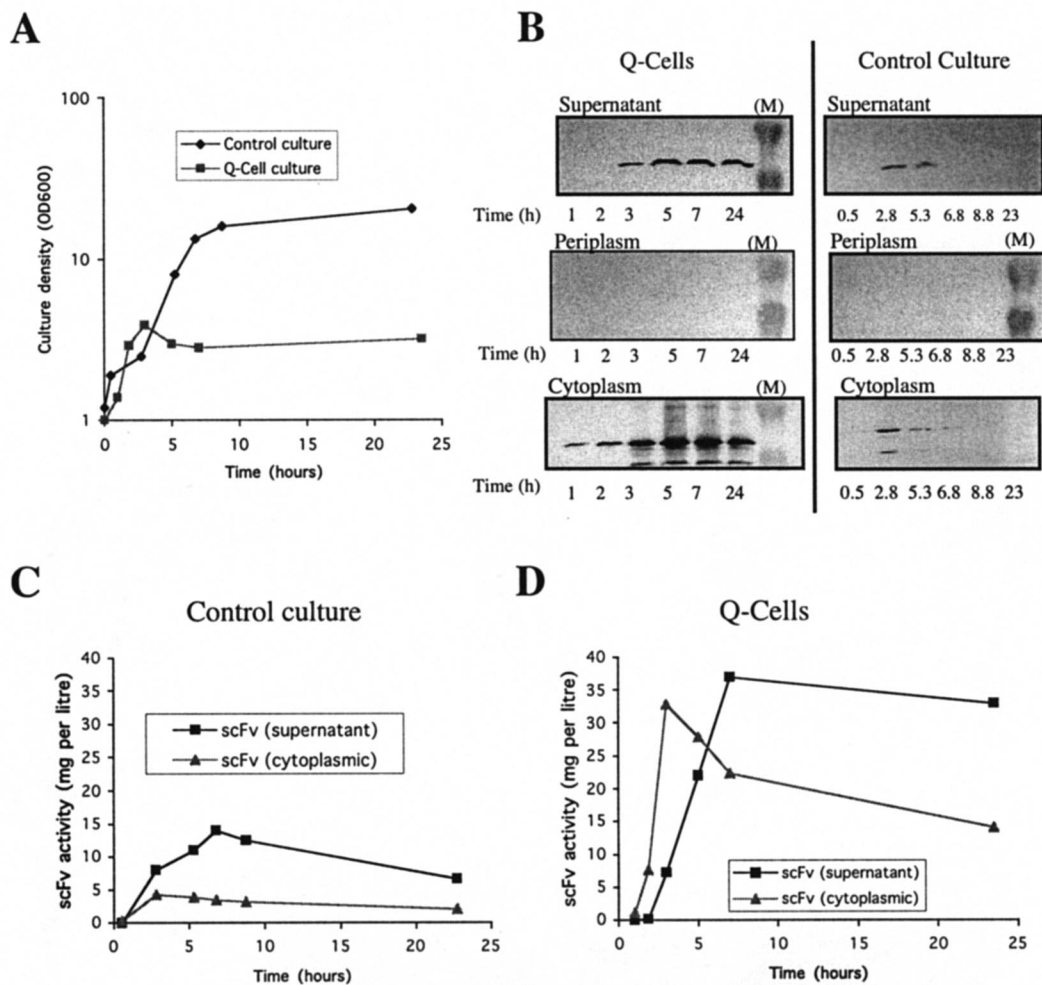 A
100
10
1
Culture density (OD600)
Control culture
Q-Cell culture
0 5 10 15 20 25
Time (hours)
B
Q-Cells
Control Culture
Supernatant (M)
Time (h) 1 2 3 5 7 24
Periplasm (M)
Time (h) 1 2 3 5 7 24
Cytoplasm (M)
Time (h) 1 2 3 5 7 24
Supernatant
0.5 2.8 5.3 6.8 8.8 23
Periplasm (M)
0.5 2.8 5.3 6.8 8.8 23
Cytoplasm
0.5 2.8 5.3 6.8 8.8 23
C
Control culture
40
35
30
25
20
15
10
5
0
scFv activity (mg per litre)
scFv (supernatant)
scFv (cytoplasmic)
0 5 10 15 20 25
Time (hours)
D
Q-Cells
40
35
30
25
20
15
10
5
0
scFv activity (mg per litre)
scFv (supernatant)
scFv (cytoplasmic)
0 5 10 15 20 25
Time (hours)